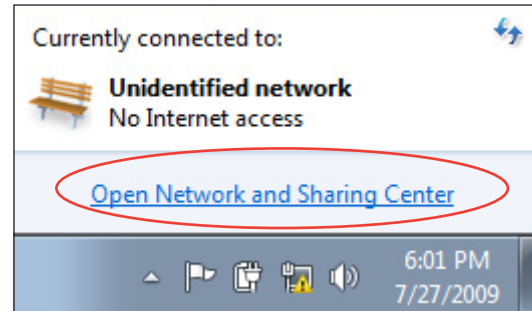 Currently connected to:
Unidentified network
No Internet access
Open Network and Sharing Center
6:01 PM
7/27/2009